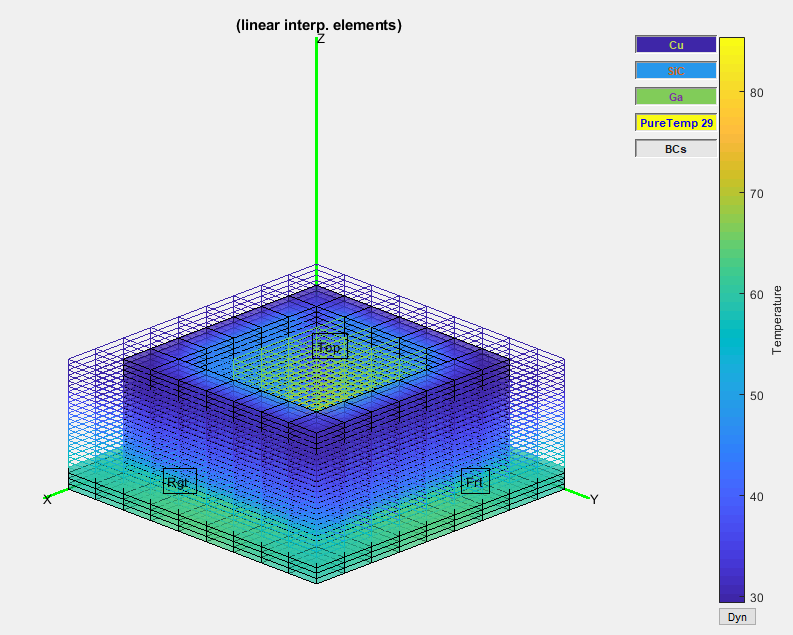 (linear interp. elements)
Z
Cu
SiC
Ga
PureTemp 29
BCs
80
70
60
50
40
30
Temperature
Top
Rgt
Frt
X
Y
Dyn